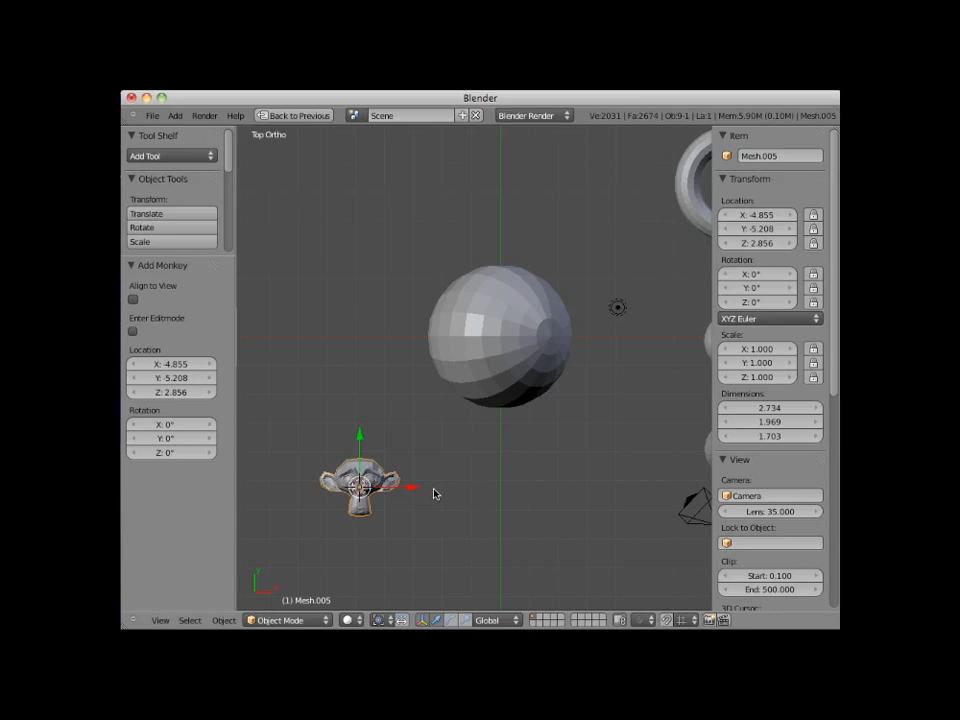 Blender
File Add Render Help Back to Previous Scene Blender Render Ve:2031 | Fa:2674 | Ob:9-1 | La:1 | Mem:5.90M (0.10M) | Mesh.005
Tool Shelf
Add Tool
Object Tools
Transform:
Translate
Rotate
Scale
Add Monkey
Align to View
Enter Editmode
Location
X: -4.855
Y: -5.208
Z: 2.856
Rotation
X: 0°
Y: 0°
Z: 0°
Top Ortho
Y
X
(1) Mesh.005
Item
Mesh.005
Transform
Location:
X: -4.855
Y: -5.208
Z: 2.856
Rotation:
X: 0°
Y: 0°
Z: 0°
XYZ Euler
Scale:
X: 1.000
Y: 1.000
Z: 1.000
Dimensions:
2.734
1.969
1.703
View
Camera:
Camera
Lens: 35.000
Lock to Object:
Clip:
Start: 0.100
End: 500.000
3D Cursor:
View Select Object Object Mode Global